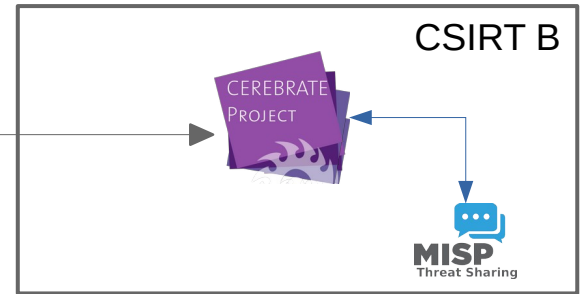 CSIRT B
CEREBRATE
PROJECT
MISP
Threat Sharing